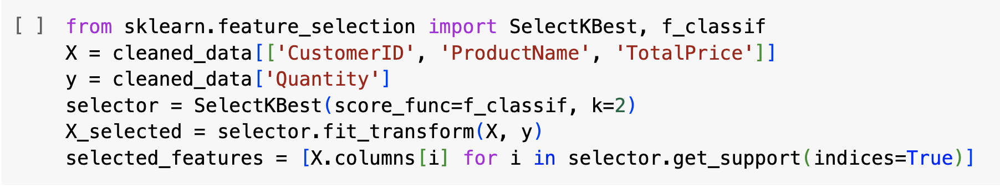 [ ] from sklearn.feature_selection import SelectKBest, f_classif
X = cleaned_data[['CustomerID', 'ProductName', 'TotalPrice']]
y = cleaned_data['Quantity']
selector = SelectKBest(score_func=f_classif, k=2)
X_selected = selector.fit_transform(X, y)
selected_features = [X.columns[i] for i in selector.get_support(indices=True)]